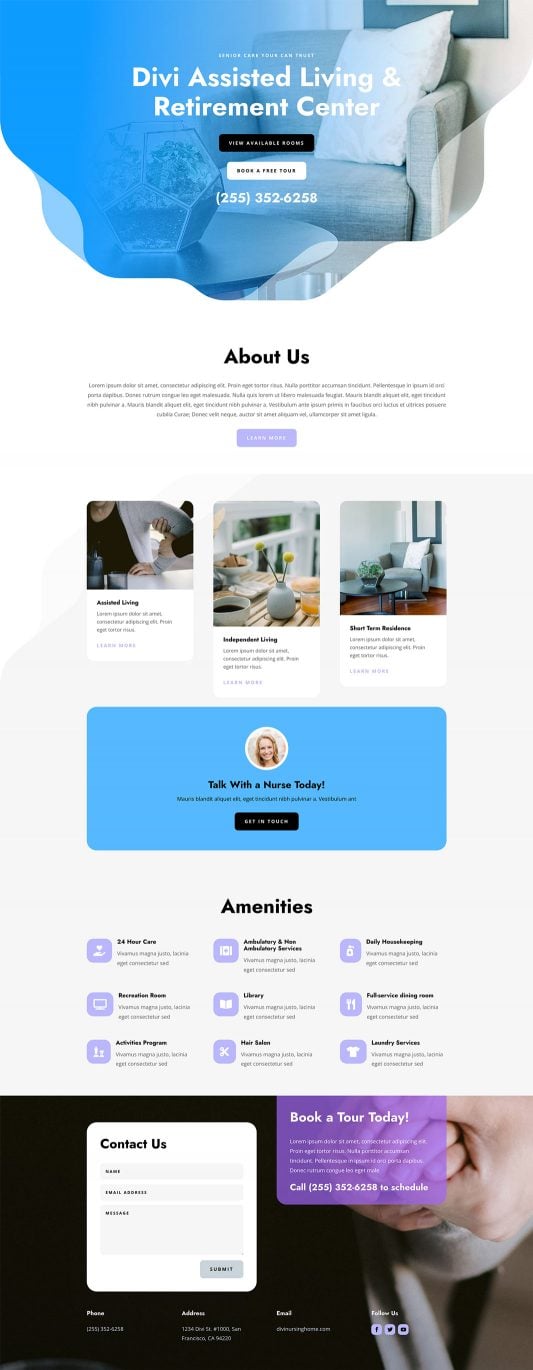 SENIOR CARE YOUR CAN TRUST
Divi Assisted Living &
Retirement Center
VIEW AVAILABLE ROOMS
BOOK A FREE TOUR
(255) 352-6258
About Us
Lorem ipsum dolor sit amet, consectetur adipiscing elit. Proin eget tortor risus. Nulla porttitor accumsan tincidunt. Pellentesque in ipsum id orci
porta dapibus. Donec rutrum congue leo eget malesuada. Nulla quis lorem ut libero malesuada feugiat. Mauris blandit aliquet elit, eget tincidunt
nibh pulvinar a. Mauris blandit aliquet elit, eget tincidunt nibh pulvinar a. Vestibulum ante ipsum primis in faucibus orci luctus et ultrices posuere
cubilia Curae; Donec velit neque, auctor sit amet aliquam vel, ullamcorper sit amet ligula.
LEARN MORE
Assisted Living
Lorem ipsum dolor sit amet,
consectetur adipiscing elit. Proin
eget tortor risus.
LEARN MORE
Independent Living
Lorem ipsum dolor sit amet,
consectetur adipiscing elit. Proin
eget tortor risus.
LEARN MORE
Short Term Residence
Lorem ipsum dolor sit amet,
consectetur adipiscing elit. Proin
eget tortor risus.
LEARN MORE
Talk With a Nurse Today!
Mauris blandit aliquet elit, eget tincidunt nibh pulvinar a. Vestibulum ant
GET IN TOUCH
Amenities
24 Hour Care
Vivamus magna justo, lacinia
eget consectetur sed
Ambulatory & Non
Ambulatory Services
Vivamus magna justo, lacinia
eget consectetur sed
Daily Housekeeping
Vivamus magna justo, lacinia
eget consectetur sed
Recreation Room
Vivamus magna justo, lacinia
eget consectetur sed
Library
Vivamus magna justo, lacinia
eget consectetur sed
Full-service dining room
Vivamus magna justo, lacinia
eget consectetur sed
Activities Program
Vivamus magna justo, lacinia
eget consectetur sed
Hair Salon
Vivamus magna justo, lacinia
eget consectetur sed
Laundry Services
Vivamus magna justo, lacinia
eget consectetur sed
Contact Us
NAME
EMAIL ADDRESS
MESSAGE
SUBMIT
Book a Tour Today!
Lorem ipsum dolor sit amet, consectetur adipiscing elit.
Lorem ipsum dolor sit amet, consectetur adipiscing elit. Nulla porttitor accumsan
tincidunt. Pellentesque in ipsum id orci porta dapibus.
Donec rutrum congue leo eget male
Call (255) 352-6258 to schedule
Phone
(255) 352-6258
Address
1234 Divi St. #1000, San
Francisco, CA 94220
Email
divinursinghome.com
Follow Us